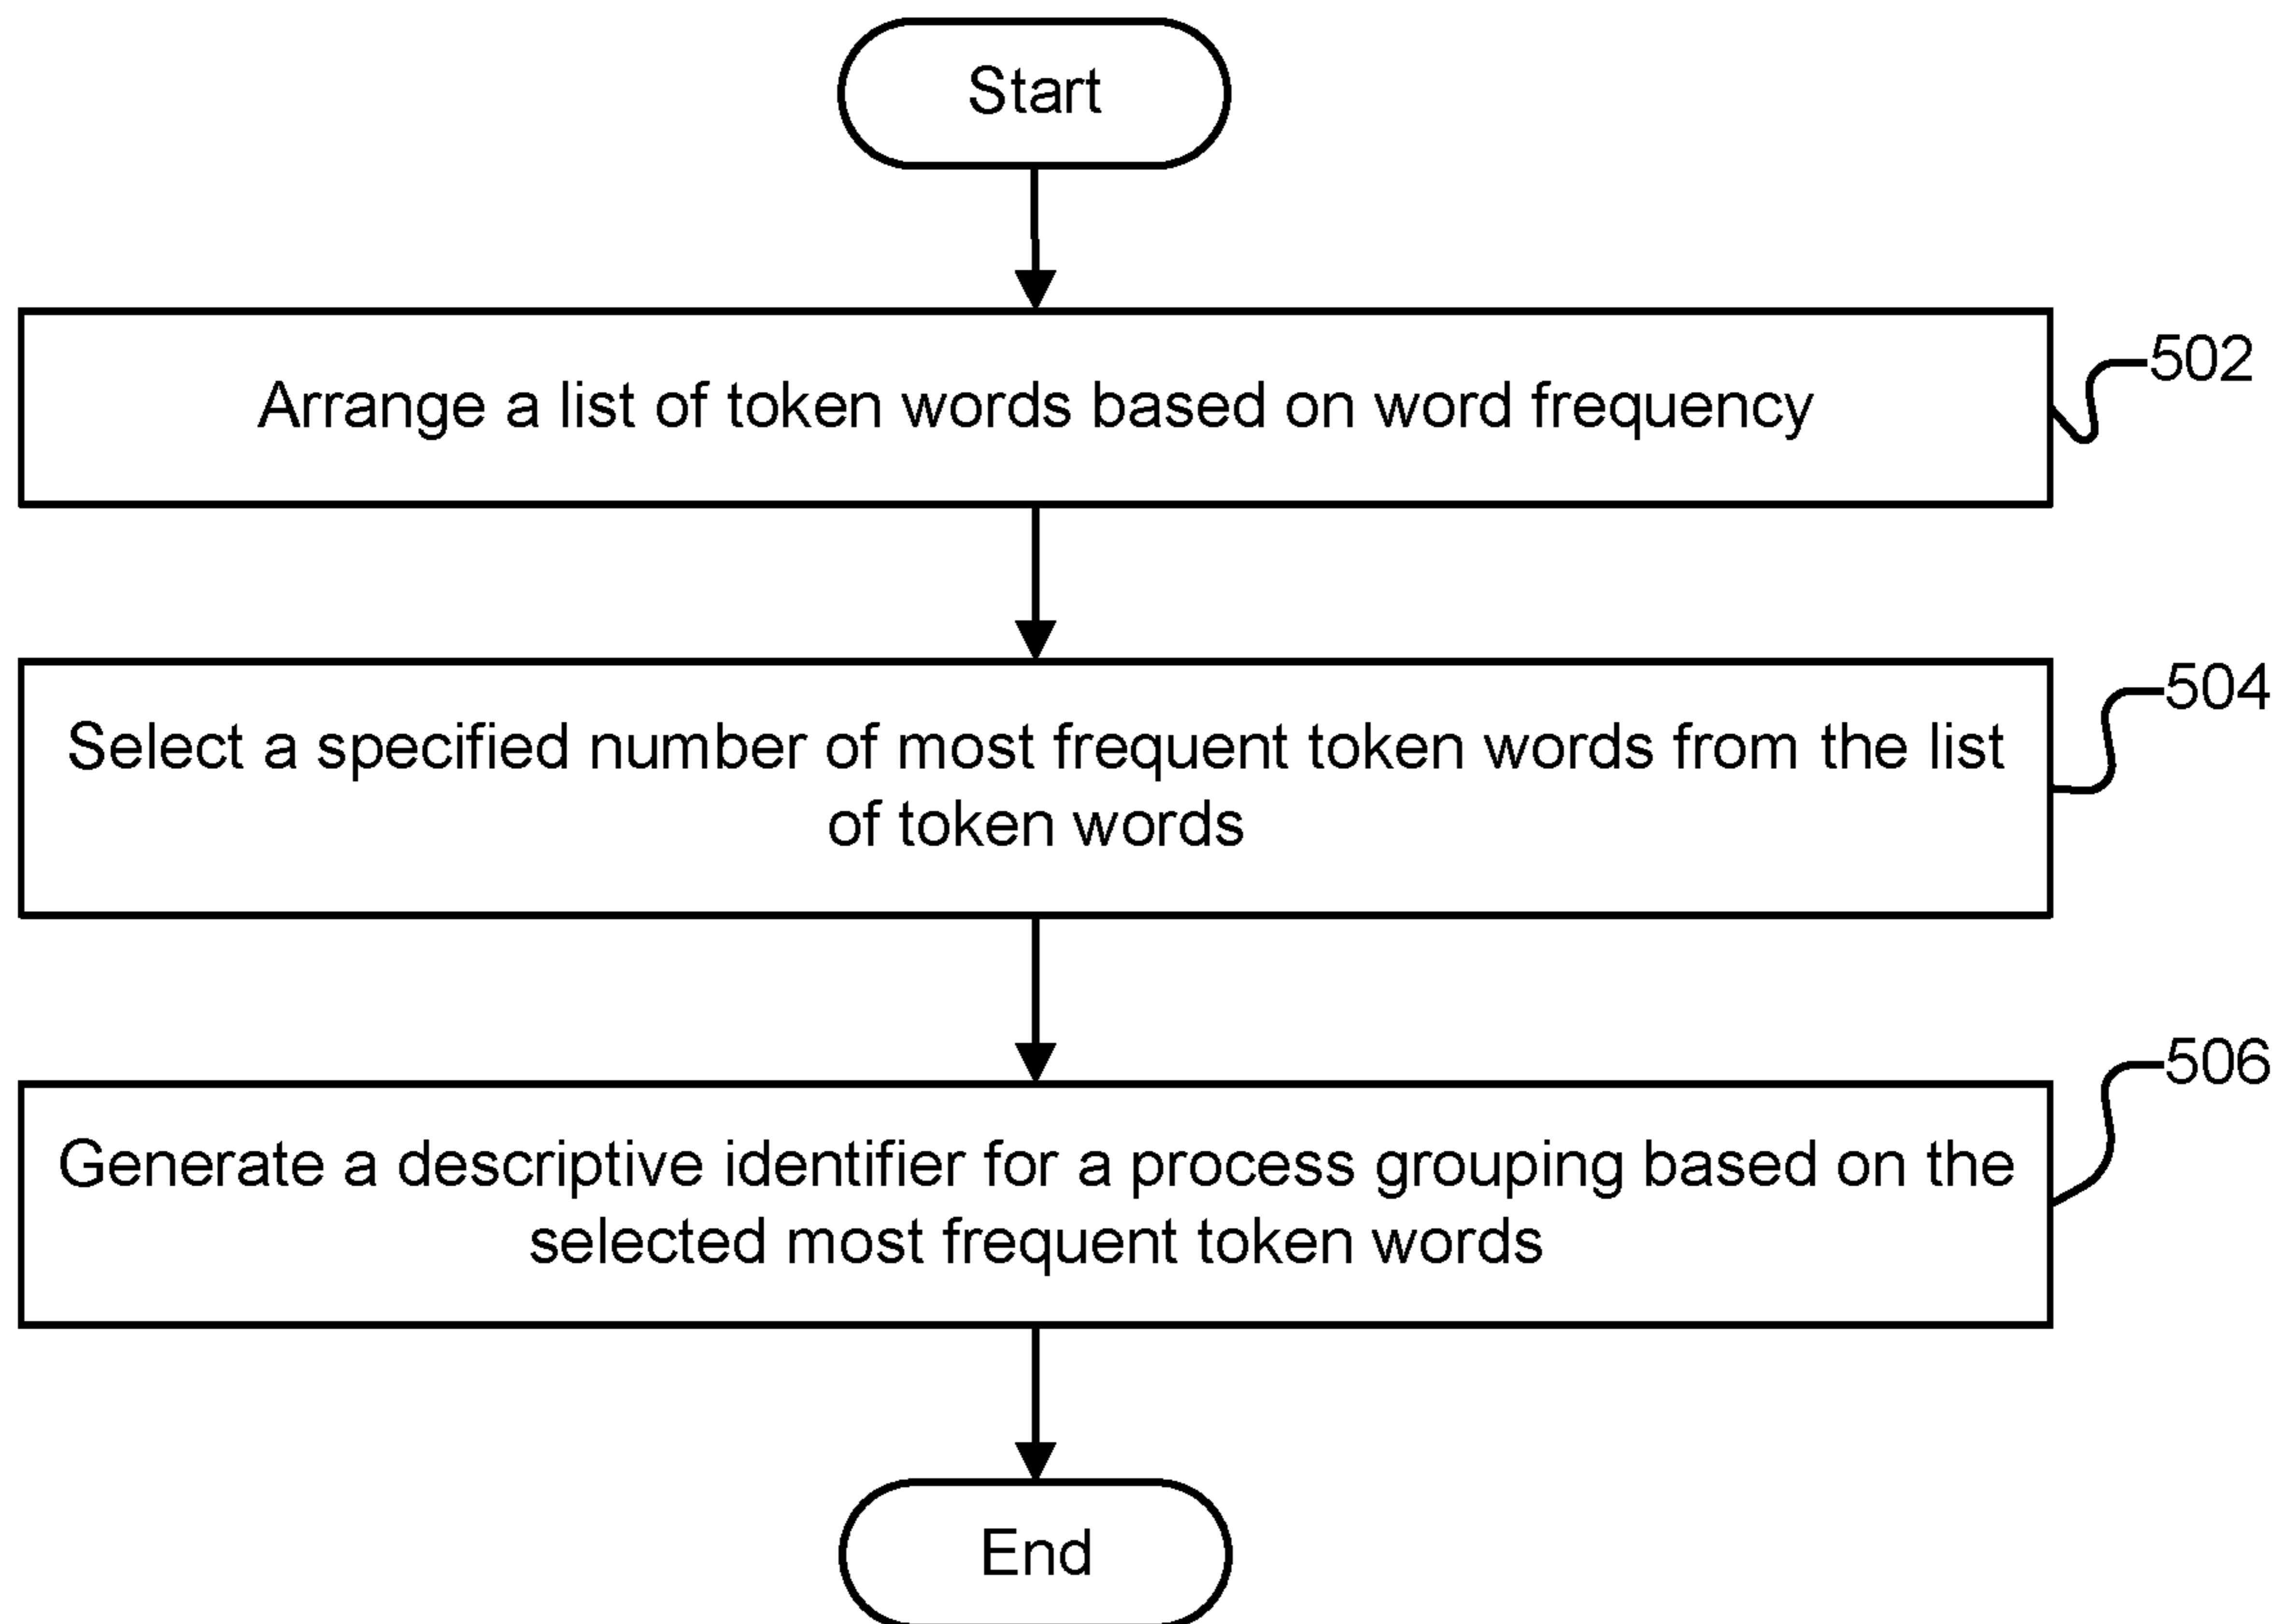 Start
Arrange a list of token words based on word frequency
502
Select a specified number of most frequent token words from the list
of token words
504
Generate a descriptive identifier for a process grouping based on the
selected most frequent token words
506
End